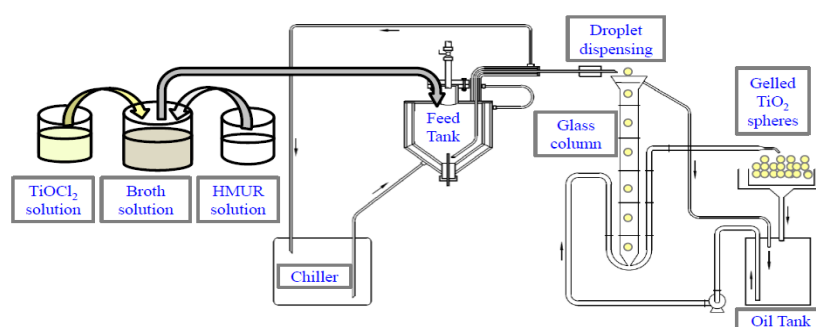 Droplet
dispensing
Gelled
TiO2
spheres
Feed
Tank
Glass
column
TiOCl2
solution
Broth
solution
HMUR
solution
Chiller
Oil Tank